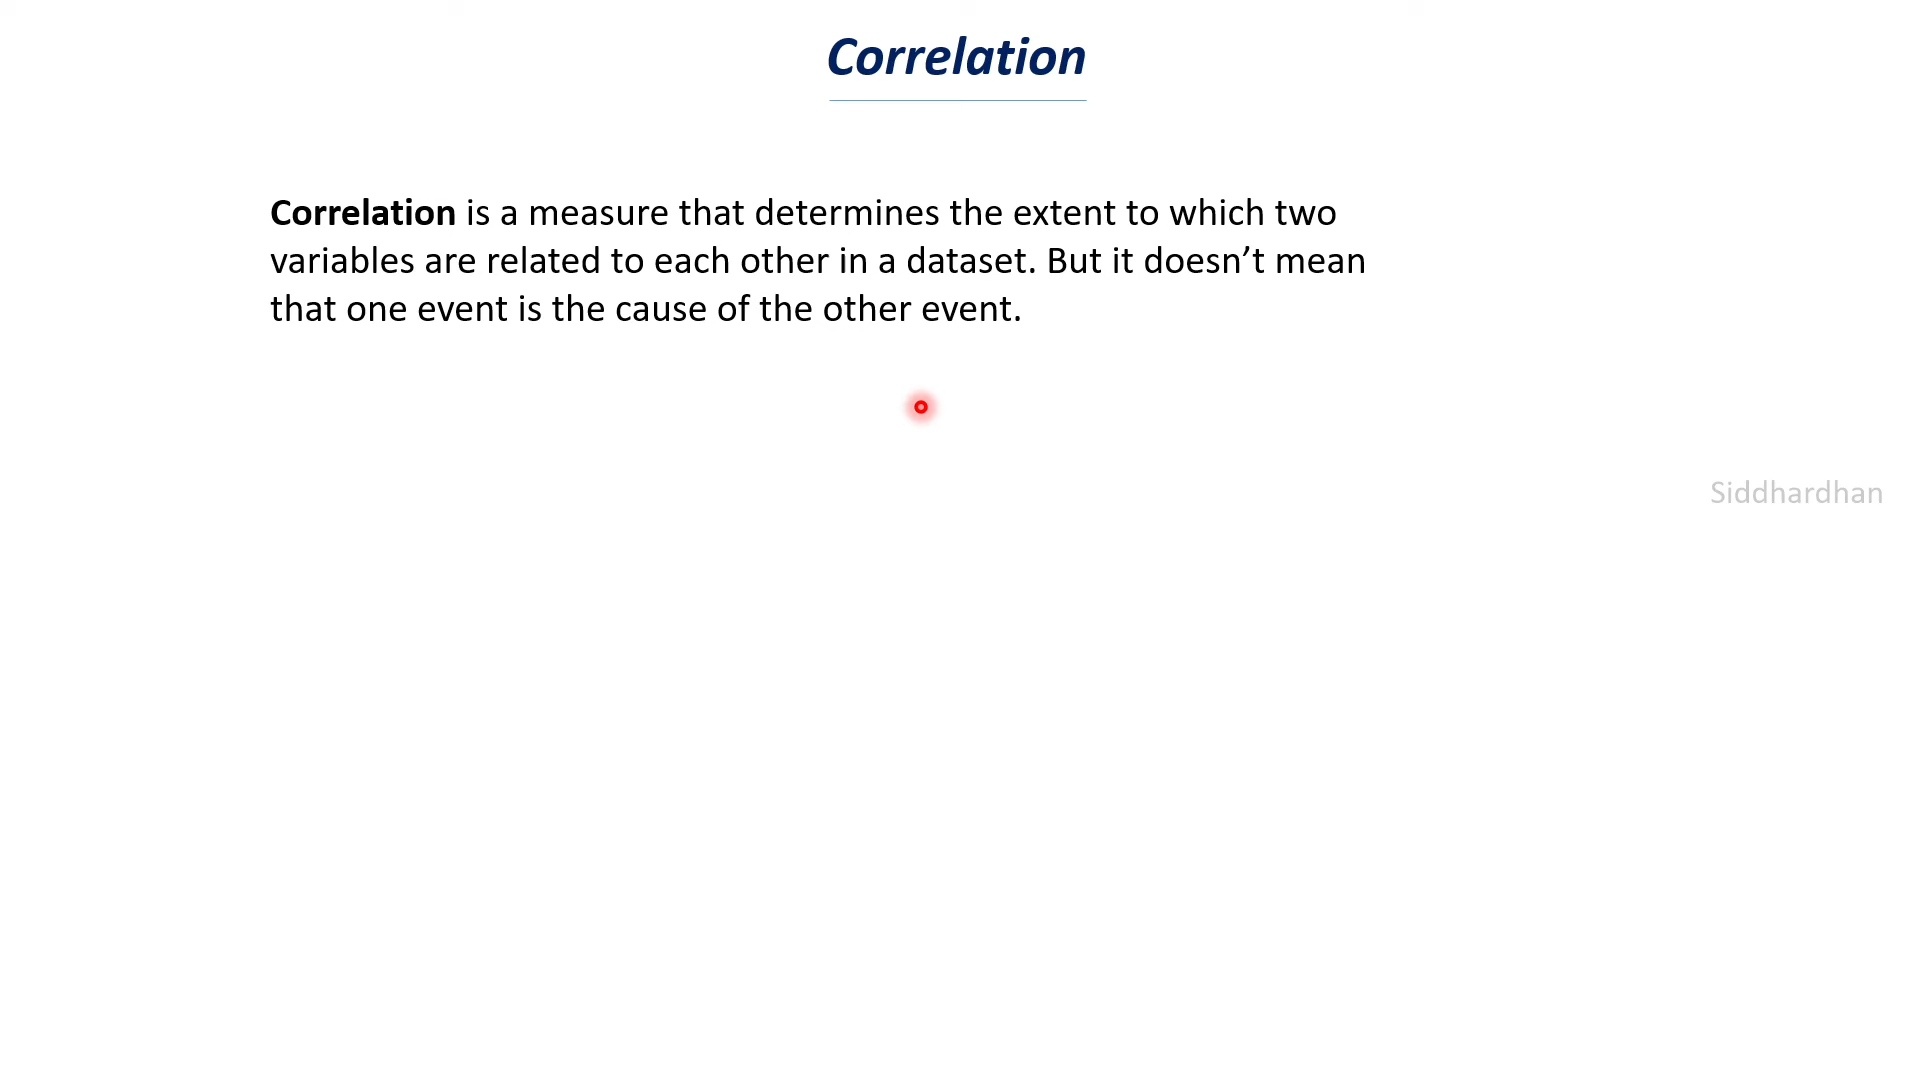 Correlation
Correlation is a measure that determines the extent to which two
variables are related to each other in a dataset. But it doesn’t mean
that one event is the cause of the other event.
Siddhardhan